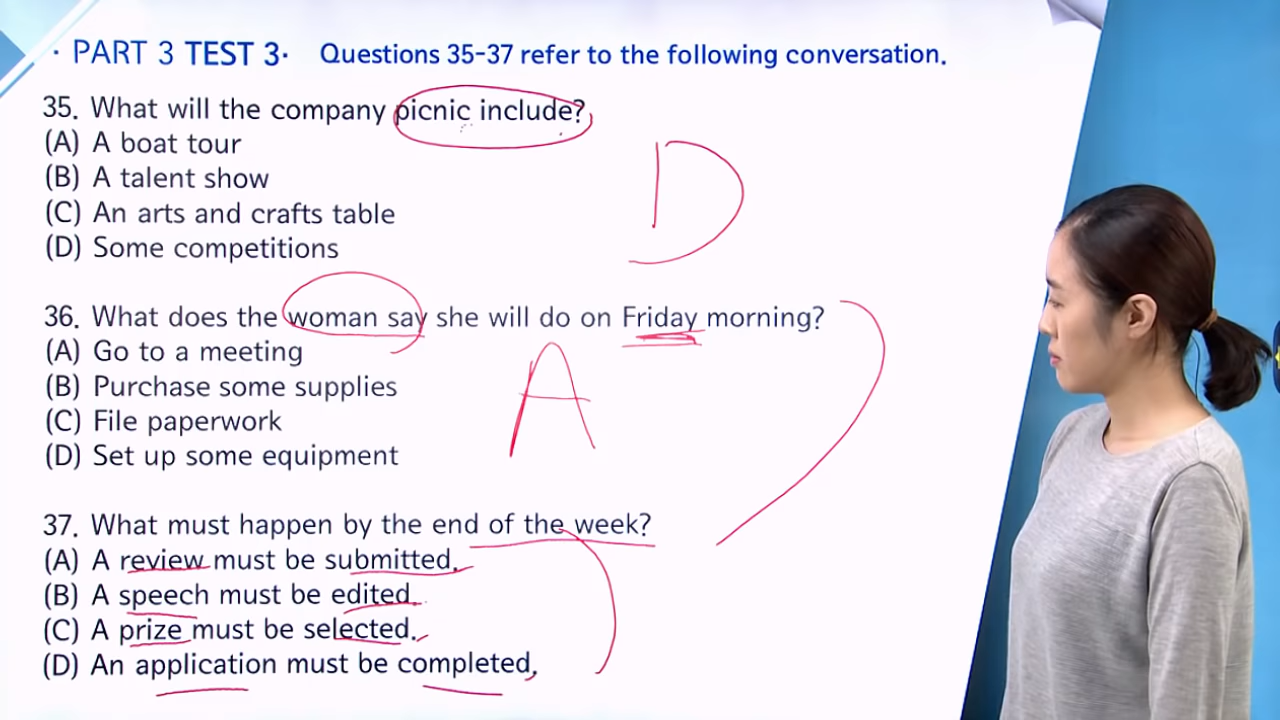 · PART 3 TEST 3· Questions 35-37 refer to the following conversation.
35. What will the company picnic include?
(A) A boat tour
(B) A talent show
(C) An arts and crafts table
(D) Some competitions
D
36. What does the woman say she will do on Friday morning?
(A) Go to a meeting
(B) Purchase some supplies
(C) File paperwork
(D) Set up some equipment
A
37. What must happen by the end of the week?
(A) A review must be submitted.
(B) A speech must be edited.
(C) A prize must be selected.
(D) An application must be completed.